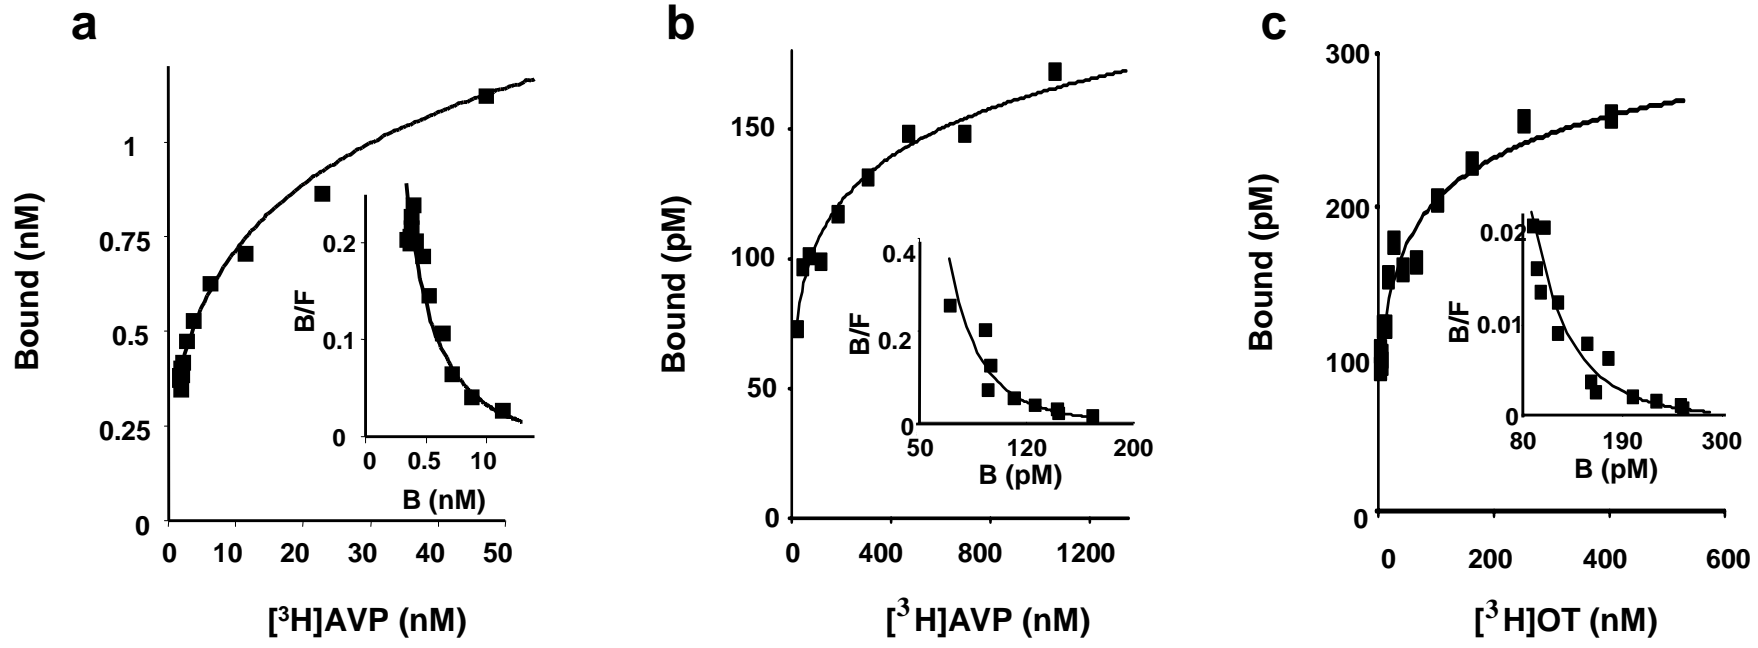 a
Bound (nM)
1
0.75
0.5
0.25
0
0 10 20 30 40 50
[³H]AVP (nM)
B/F
0.2
0.1
0
0 0.5 10
B (nM)
b
Bound (pM)
150
100
50
0
0 400 800 1200
[³H]AVP (nM)
B/F
0.4
0.2
0
50 120 200
B (pM)
c
Bound (pM)
300
200
100
0
0 200 400 600
[³H]OT (nM)
B/F
0.02
0.01
0
80 190 300
B (pM)